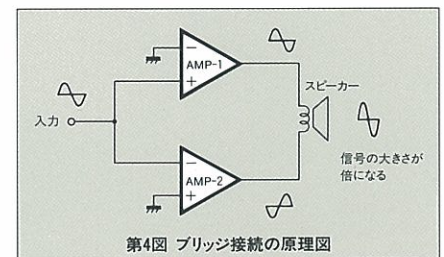 −
AMP-1
+
スピーカー
入力
信号の大きさが
倍になる
−
AMP-2
+
第4図 ブリッジ接続の原理図